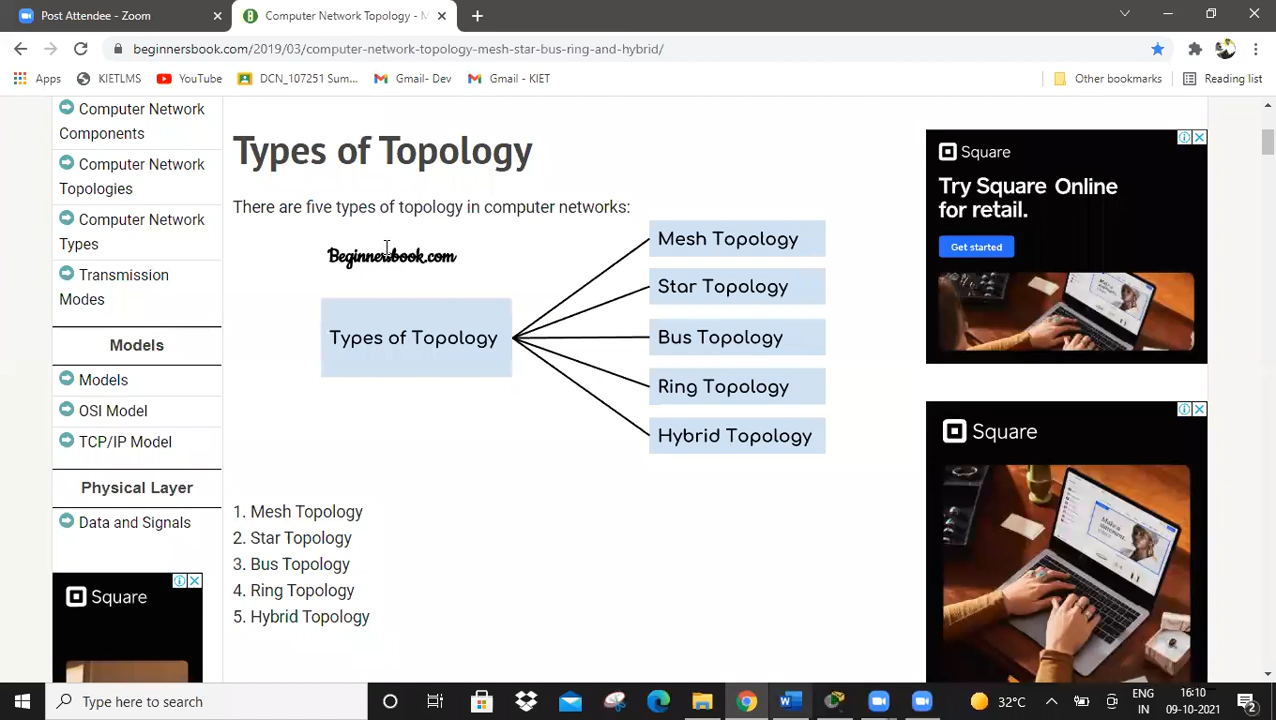 Post Attendee - Zoom
Computer Network Topology - M
beginnersbook.com/2019/03/computer-network-topology-mesh-star-bus-ring-and-hybrid/
Apps
KIETLMS
YouTube
DCN_107251 Sum...
Gmail- Dev
Gmail - KIET
Other bookmarks
Reading list
Computer Network
Components
Computer Network
Topologies
Computer Network
Types
Transmission
Modes
Models
Models
OSI Model
TCP/IP Model
Physical Layer
Data and Signals
Square
Types of Topology
There are five types of topology in computer networks:
Beginnersbook.com
Types of Topology
Mesh Topology
Star Topology
Bus Topology
Ring Topology
Hybrid Topology
1. Mesh Topology
2. Star Topology
3. Bus Topology
4. Ring Topology
5. Hybrid Topology
Square
Try Square Online
for retail.
Get started
Square
Type here to search
32°C
ENG
IN
16:10
09-10-2021
2